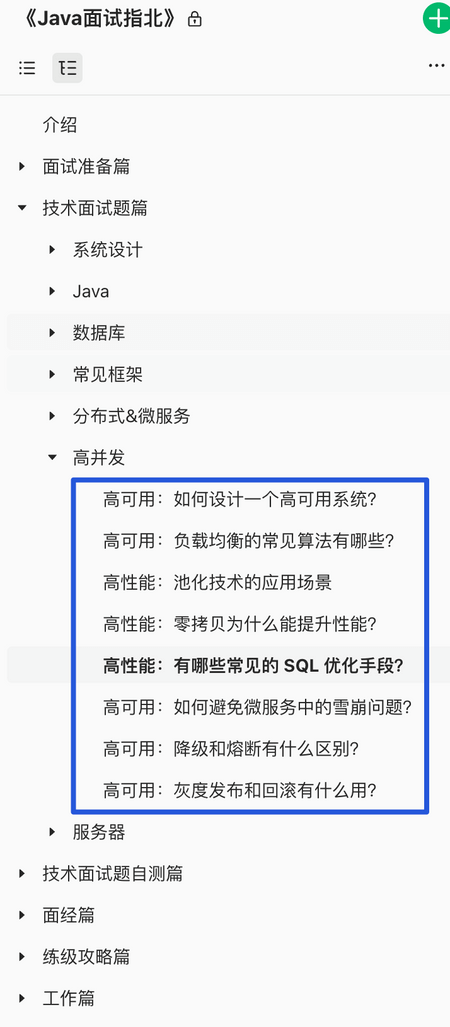 《Java面试指北》
介绍
面试准备篇
技术面试题篇
系统设计
Java
数据库
常见框架
分布式&微服务
高并发
高可用：如何设计一个高可用系统?
高可用：负载均衡的常见算法有哪些?
高性能：池化技术的应用场景
高性能：零拷贝为什么能提升性能?
高性能：有哪些常见的 SQL 优化手段?
高可用：如何避免微服务中的雪崩问题?
高可用：降级和熔断有什么区别?
高可用：灰度发布和回滚有什么用?
服务器
技术面试题自测篇
面经篇
练级攻略篇
工作篇